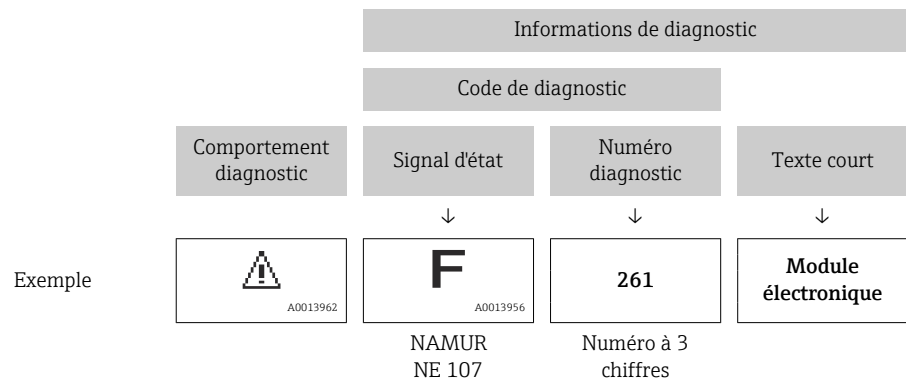 Informations de diagnostic
Code de diagnostic
Comportement
diagnostic
Signal d'état
Numéro
diagnostic
Texte court
Exemple
A0013962
F
A0013956
261
Module
électronique
NAMUR
NE 107
Numéro à 3
chiffres